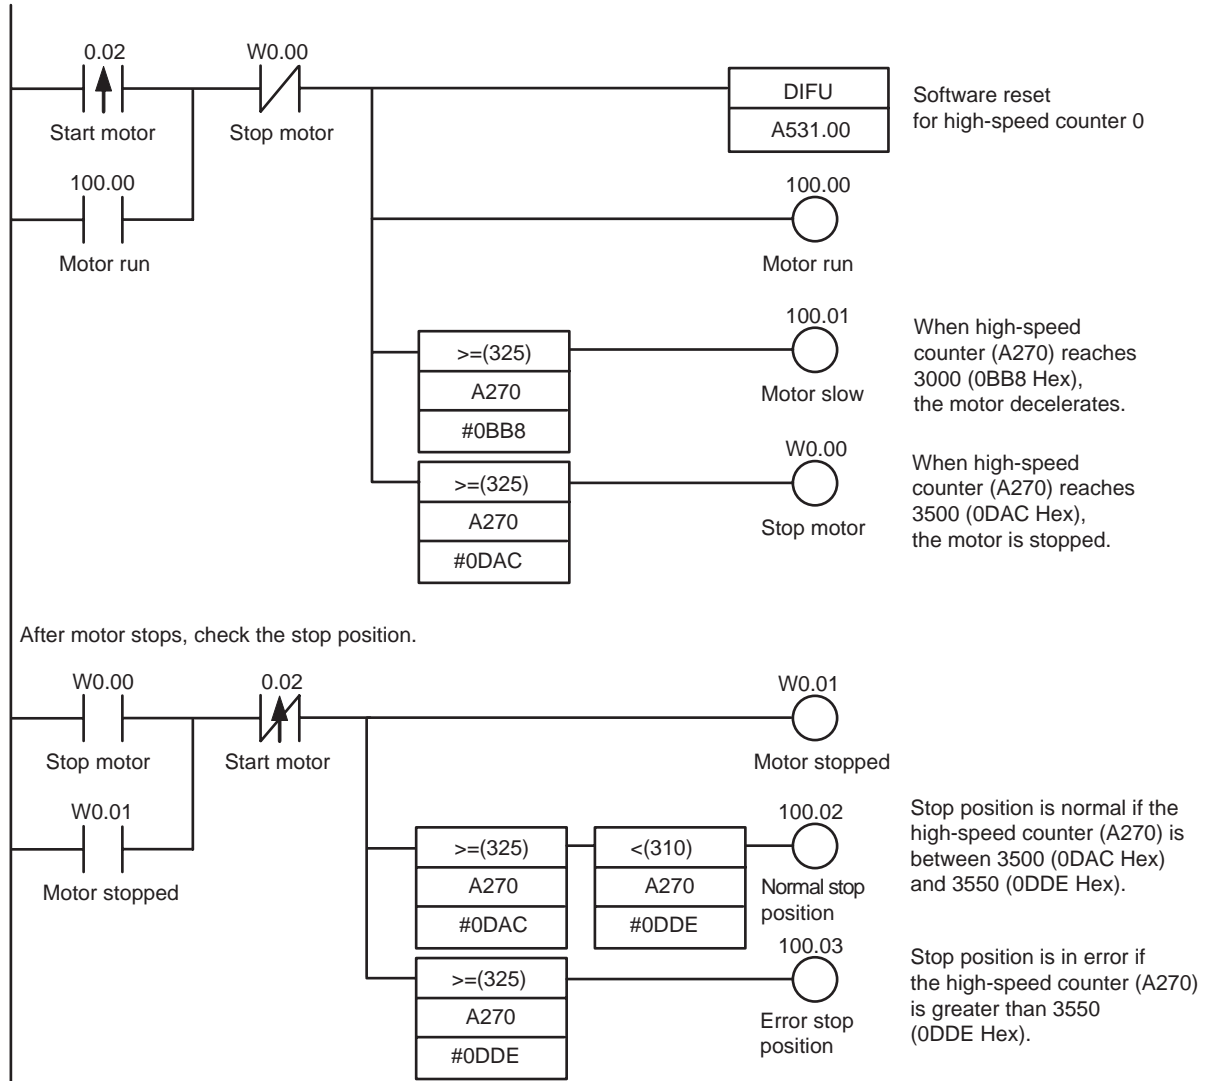 0.02
W0.00
Start motor
Stop motor
DIFU
A531.00
Software reset
for high-speed counter 0
100.00
Motor run
100.00
Motor run
>=(325)
A270
#0BB8
100.01
Motor slow
When high-speed
counter (A270) reaches
3000 (0BB8 Hex),
the motor decelerates.
>=(325)
A270
#0DAC
W0.00
Stop motor
When high-speed
counter (A270) reaches
3500 (0DAC Hex),
the motor is stopped.
After motor stops, check the stop position.
W0.00
Stop motor
0.02
Start motor
W0.01
Motor stopped
W0.01
Motor stopped
>=(325)
A270
#0DAC
<(310)
A270
#0DDE
100.02
Normal stop
position
Stop position is normal if the
high-speed counter (A270) is
between 3500 (0DAC Hex)
and 3550 (0DDE Hex).
>=(325)
A270
#0DDE
100.03
Error stop
position
Stop position is in error if
the high-speed counter (A270)
is greater than 3550
(0DDE Hex).